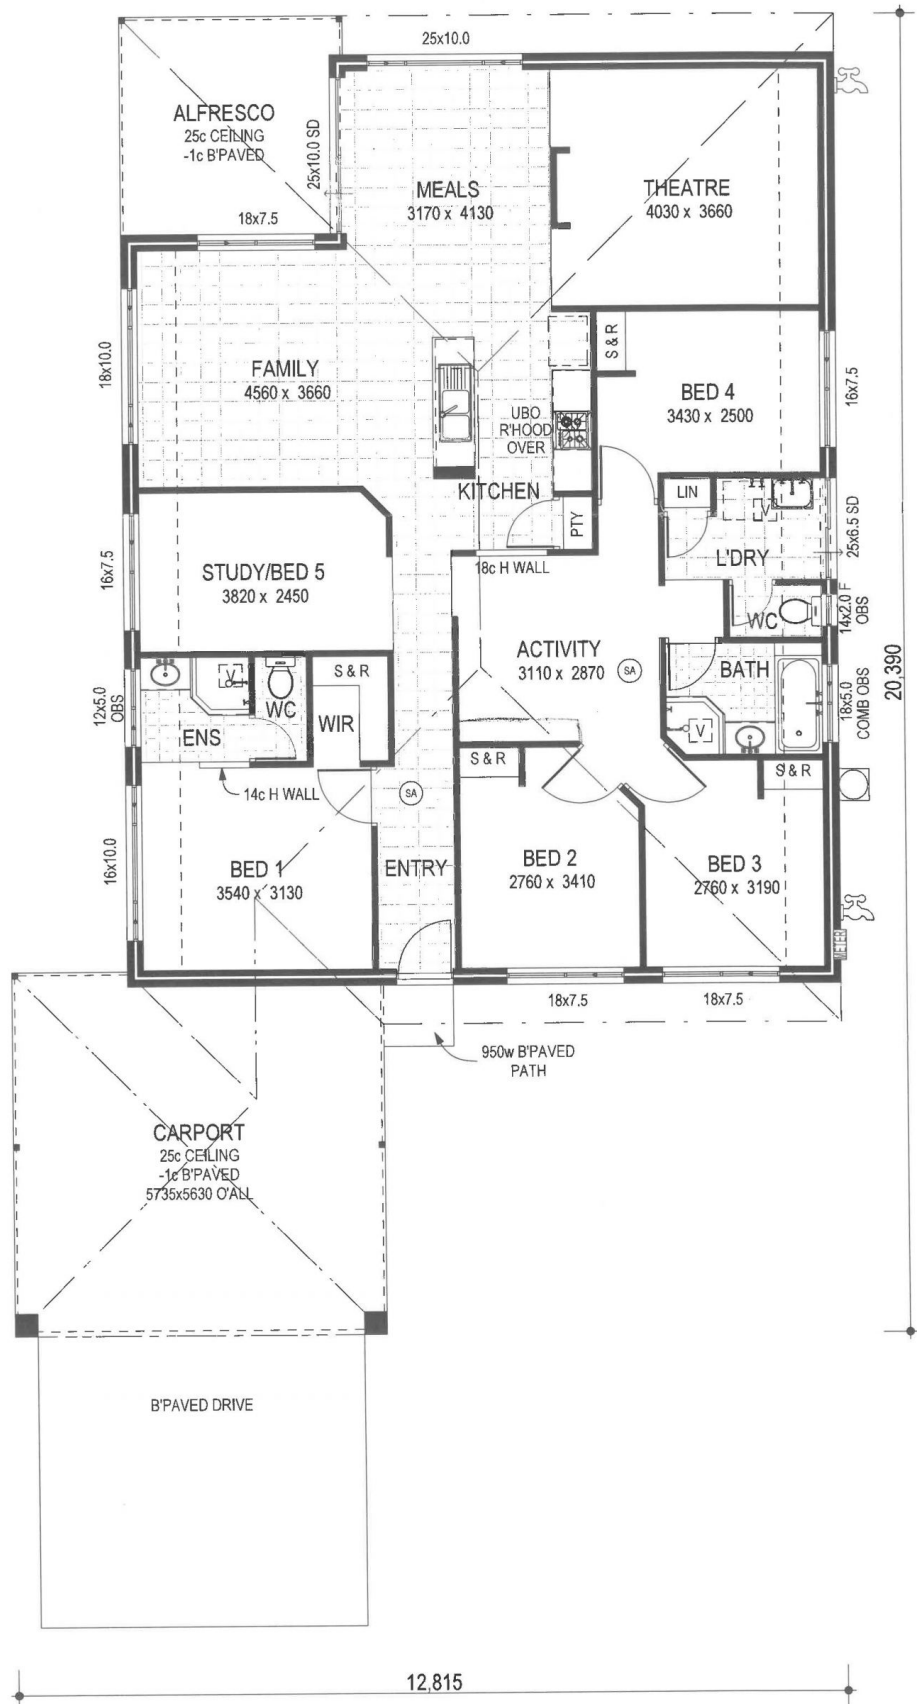 25x10.0
ALFRESCO
25c CEILING
-1c B'PAVED
25x10.0 SD
MEALS
3170 x 4130
THEATRE
4030 x 3660
18x7.5
18x10.0
FAMILY
4560 x 3660
S & R
BED 4
3430 x 2500
16x7.5
UBO
R'HOOD
OVER
KITCHEN
PTY
LIN
V
L'DRY
25x6.5 SD
18c H WALL
16x7.5
STUDY/BED 5
3820 x 2450
WC
14x2.0 F
OBS
ACTIVITY
3110 x 2870
SA
BATH
20,390
12x5.0
OBS
V
WC
S & R
WIR
ENS
18x5.0
COMB OBS
V
14c H WALL
SA
S & R
S & R
16x10.0
BED 1
3540 x 3130
ENTRY
BED 2
2760 x 3410
BED 3
2760 x 3190
METER
18x7.5
18x7.5
950w B'PAVED
PATH
CARPORT
25c CEILING
-1c B'PAVED
5735x5630 O'ALL
B'PAVED DRIVE
12,815